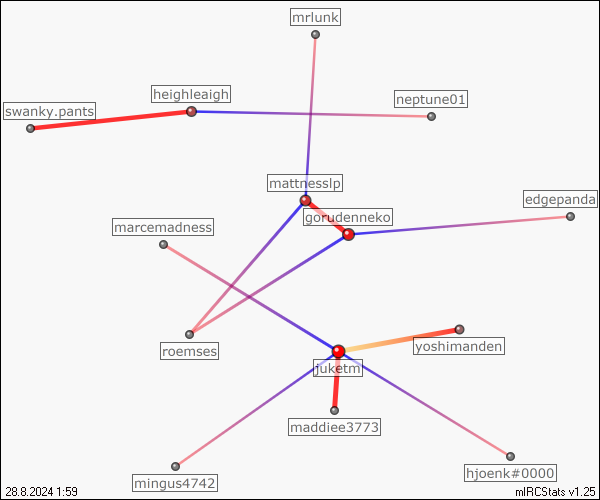 mrlunk
heighleaigh
neptune01
swanky.pants
mattnesslp
edgepanda
gorudenneko
marcemadness
roemses
yoshimanden
juketm
maddiee3773
hjoenk#0000
mingus4742
28.8.2024 1:59
mIRCStats v1.25